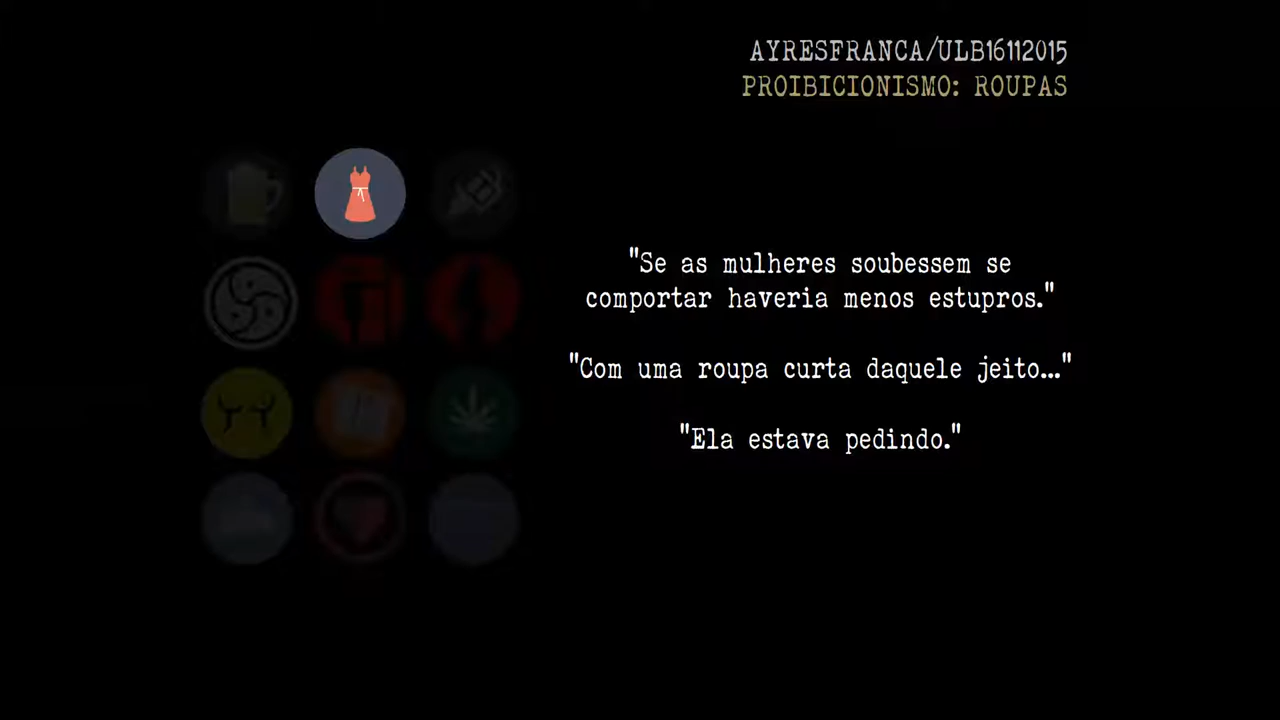 AYRESFRANCA/ULB16112015
PROIBICIONISMO: ROUPAS
"Se as mulheres soubessem se
comportar haveria menos estupros."
"Com uma roupa curta daquele jeito..."
"Ela estava pedindo."